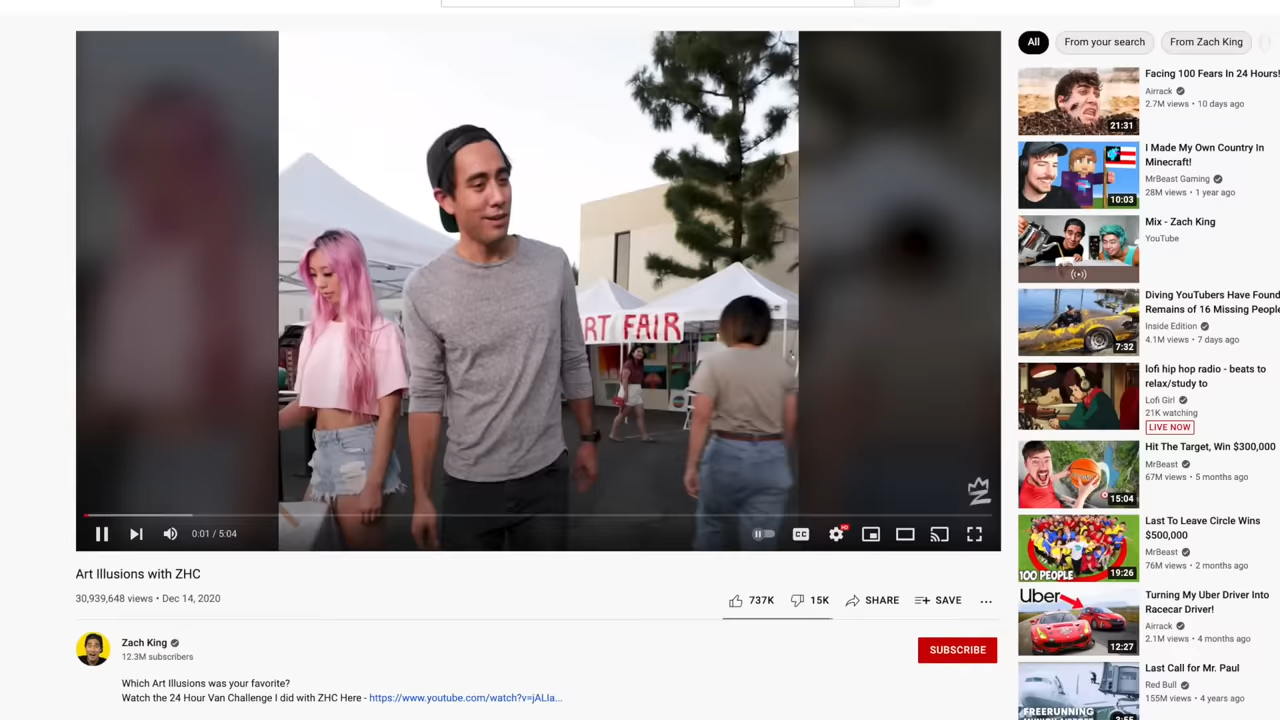 All
From your search
From Zach King
RT FAIR
0:01 / 5:04
CC
HD
Art Illusions with ZHC
30,939,648 views • Dec 14, 2020
737K
15K
SHARE
SAVE
Zach King
12.3M subscribers
SUBSCRIBE
Which Art Illusions was your favorite?
Watch the 24 Hour Van Challenge I did with ZHC Here - https://www.youtube.com/watch?v=jALIa...
21:31
Facing 100 Fears In 24 Hours!
Airrack
2.7M views • 10 days ago
10:03
I Made My Own Country In
Minecraft!
MrBeast Gaming
28M views • 1 year ago
Mix - Zach King
YouTube
7:32
Diving YouTubers Have Found
Remains of 16 Missing People
Inside Edition
4.1M views • 7 days ago
lofi hip hop radio - beats to
relax/study to
Lofi Girl
21K watching
LIVE NOW
15:04
Hit The Target, Win $300,000
MrBeast
67M views • 5 months ago
100 PEOPLE
19:26
Last To Leave Circle Wins
$500,000
MrBeast
76M views • 2 months ago
Uber
12:27
Turning My Uber Driver Into
Racecar Driver!
Airrack
2.1M views • 4 months ago
FREERUNNING
3:55
Last Call for Mr. Paul
Red Bull
155M views • 4 years ago